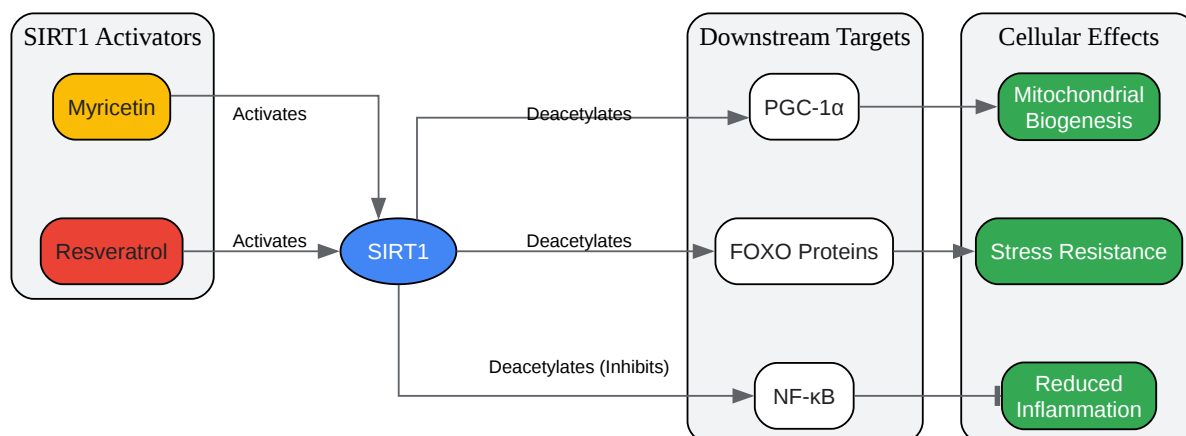 SIRT1 Activators
Downstream Targets
Cellular Effects
Myricetin
Activates
Deacetylates
PGC-1α
Mitochondrial
Biogenesis
Resveratrol
Activates
SIRT1
Deacetylates
FOXO Proteins
Stress Resistance
Deacetylates (Inhibits)
NF-κB
Reduced
Inflammation